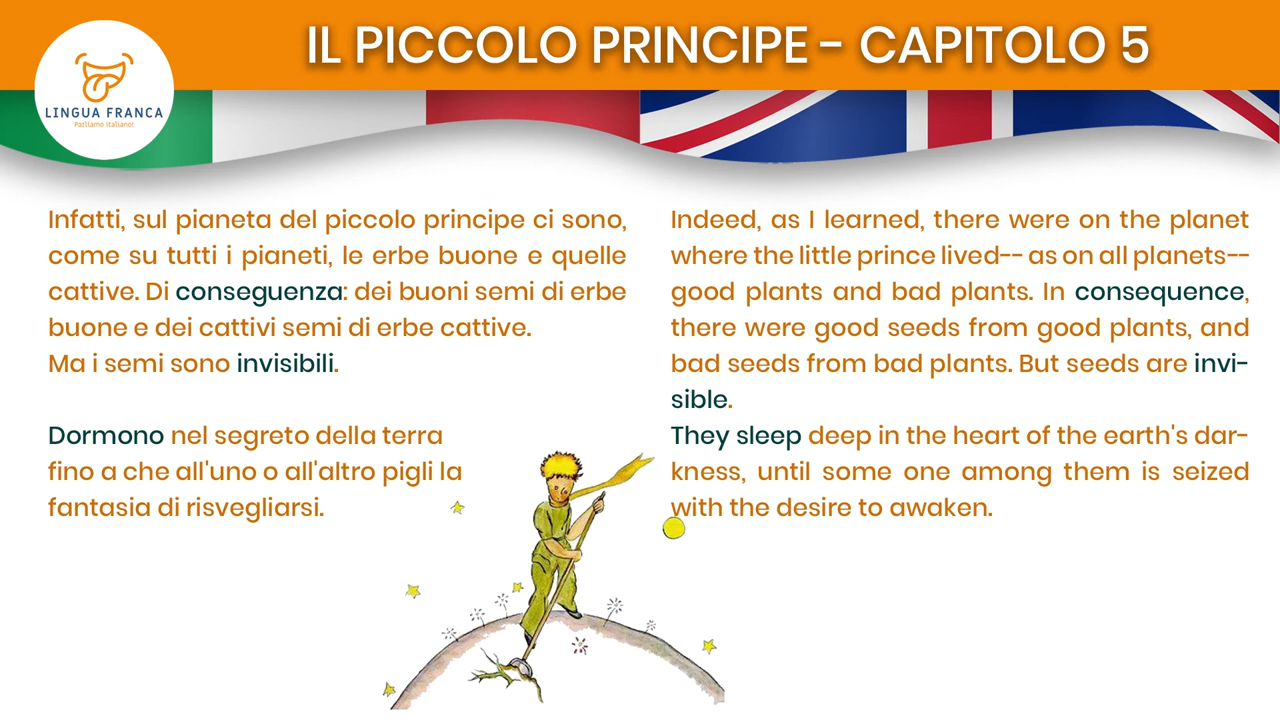 IL PICCOLO PRINCIPE - CAPITOLO 5
LINGUA FRANCA
Parliamo italiano!
Infatti, sul pianeta del piccolo principe ci sono,
come su tutti i pianeti, le erbe buone e quelle
cattive. Di conseguenza: dei buoni semi di erbe
buone e dei cattivi semi di erbe cattive.
Ma i semi sono invisibili.
Dormono nel segreto della terra
fino a che all'uno o all'altro pigli la
fantasia di risvegliarsi.
Indeed, as I learned, there were on the planet
where the little prince lived-- as on all planets--
good plants and bad plants. In consequence,
there were good seeds from good plants, and
bad seeds from bad plants. But seeds are invi-
sible.
They sleep deep in the heart of the earth's dar-
kness, until some one among them is seized
with the desire to awaken.